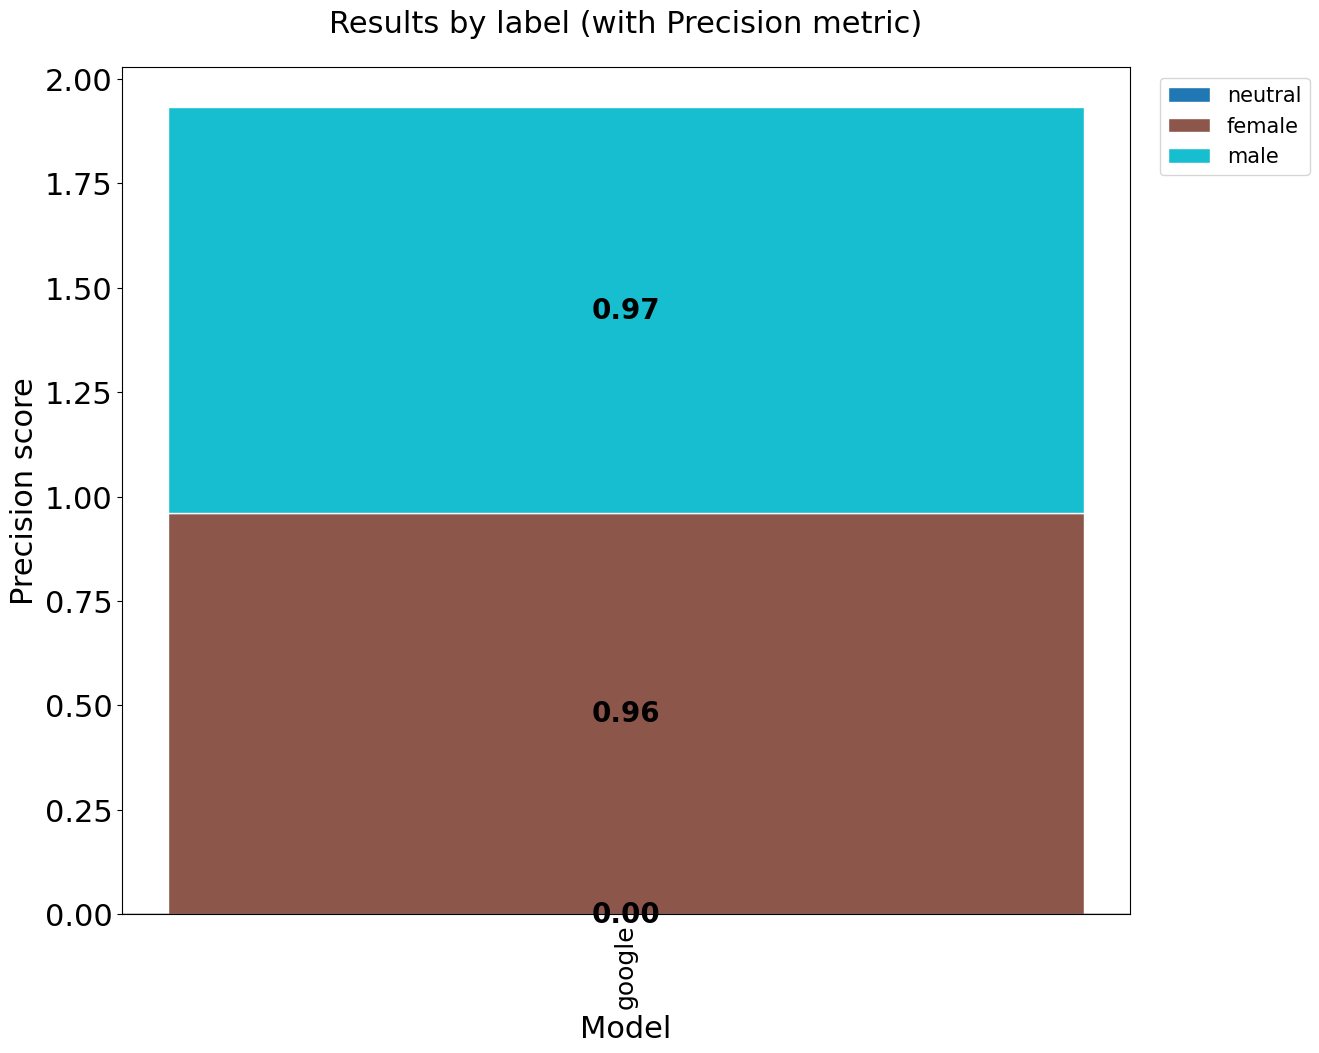 Results by label (with Precision metric)
2.00
1.75
1.50
1.25
1.00
0.75
0.50
0.25
0.00
Precision score
0.97
0.96
0.00
google
Model
neutral
female
male